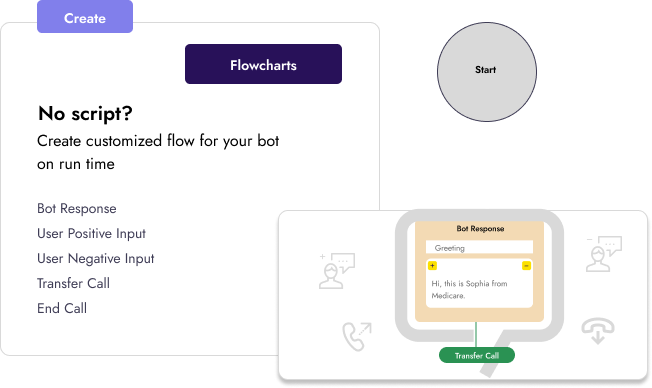 Create
Flowcharts
Start
No script?
Create customized flow for your bot
on run time
Bot Response
User Positive Input
User Negative Input
Transfer Call
End Call
Bot Response
Greeting
+ −
Hi, this is Sophia from
Medicare.
Transfer Call